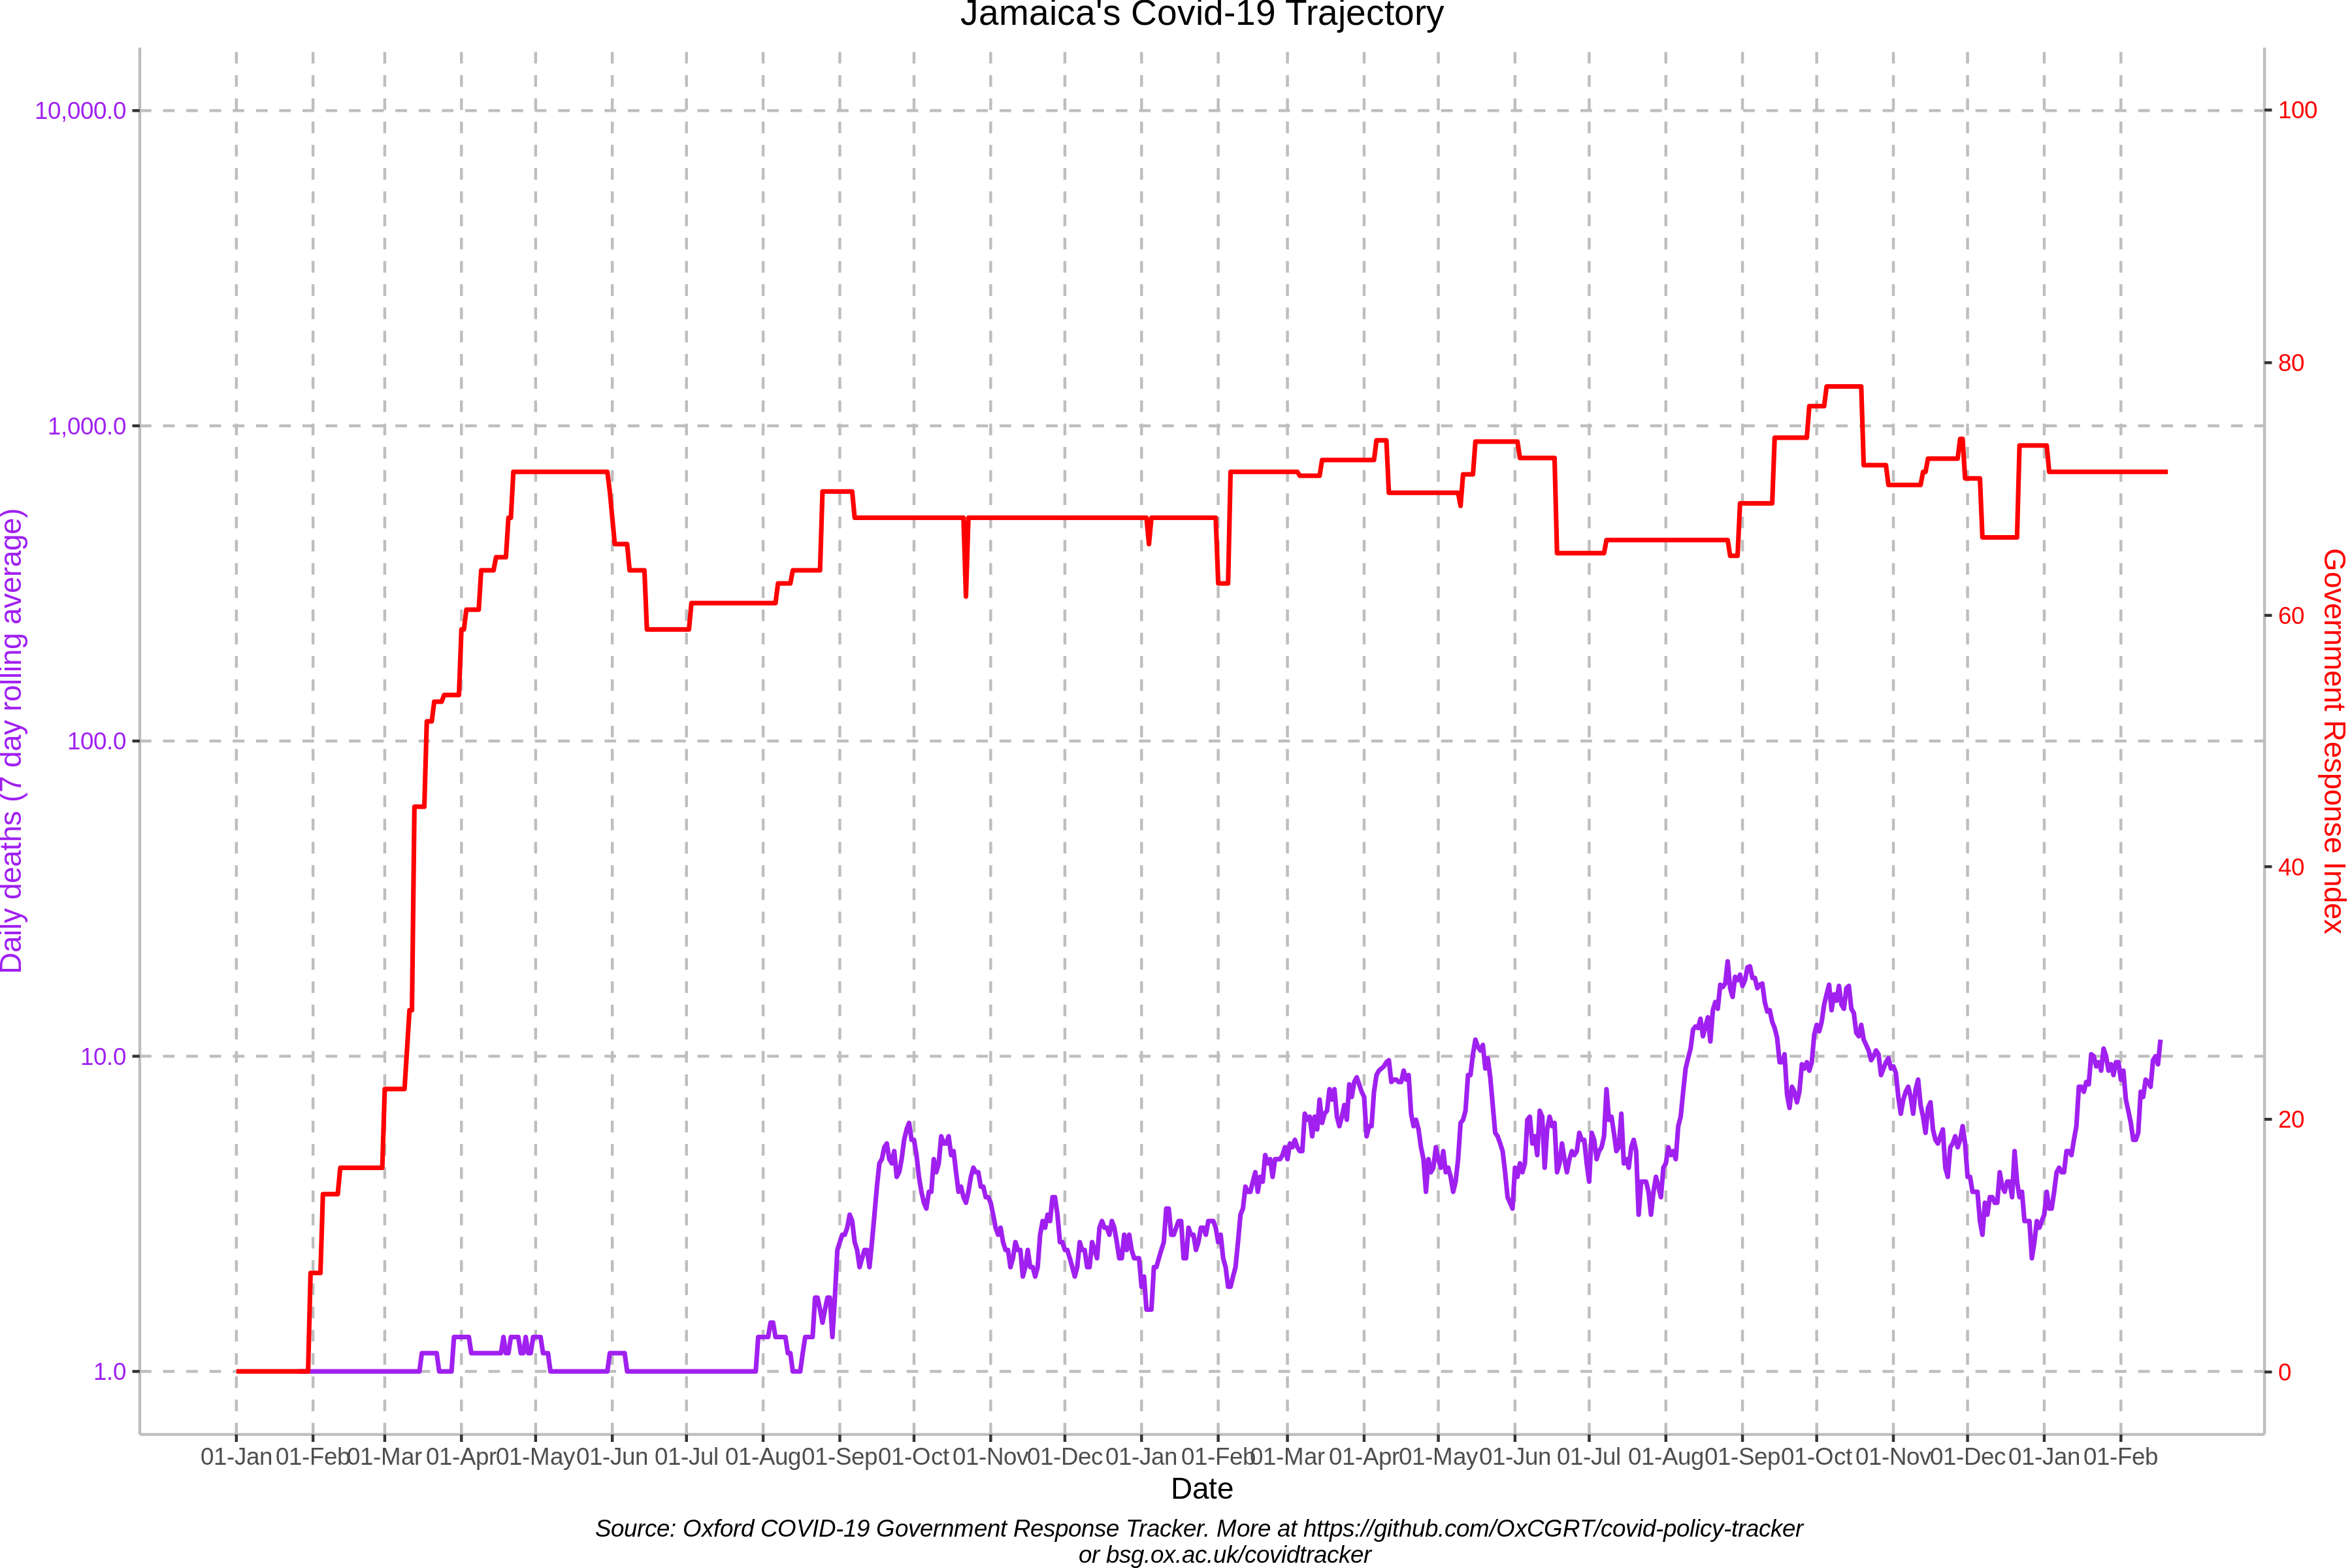 Jamaica's Covid-19 Trajectory
10,000.0
1,000.0
100.0
10.0
1.0
Daily deaths (7 day rolling average)
100
80
60
40
20
0
Government Response Index
01-Jan 01-Feb 01-Mar 01-Apr 01-May 01-Jun 01-Jul 01-Aug 01-Sep 01-Oct 01-Nov 01-Dec 01-Jan 01-Feb 01-Mar 01-Apr 01-May 01-Jun 01-Jul 01-Aug 01-Sep 01-Oct 01-Nov 01-Dec 01-Jan 01-Feb
Date
Source: Oxford COVID-19 Government Response Tracker. More at https://github.com/OxCGRT/covid-policy-tracker
or bsg.ox.ac.uk/covidtracker